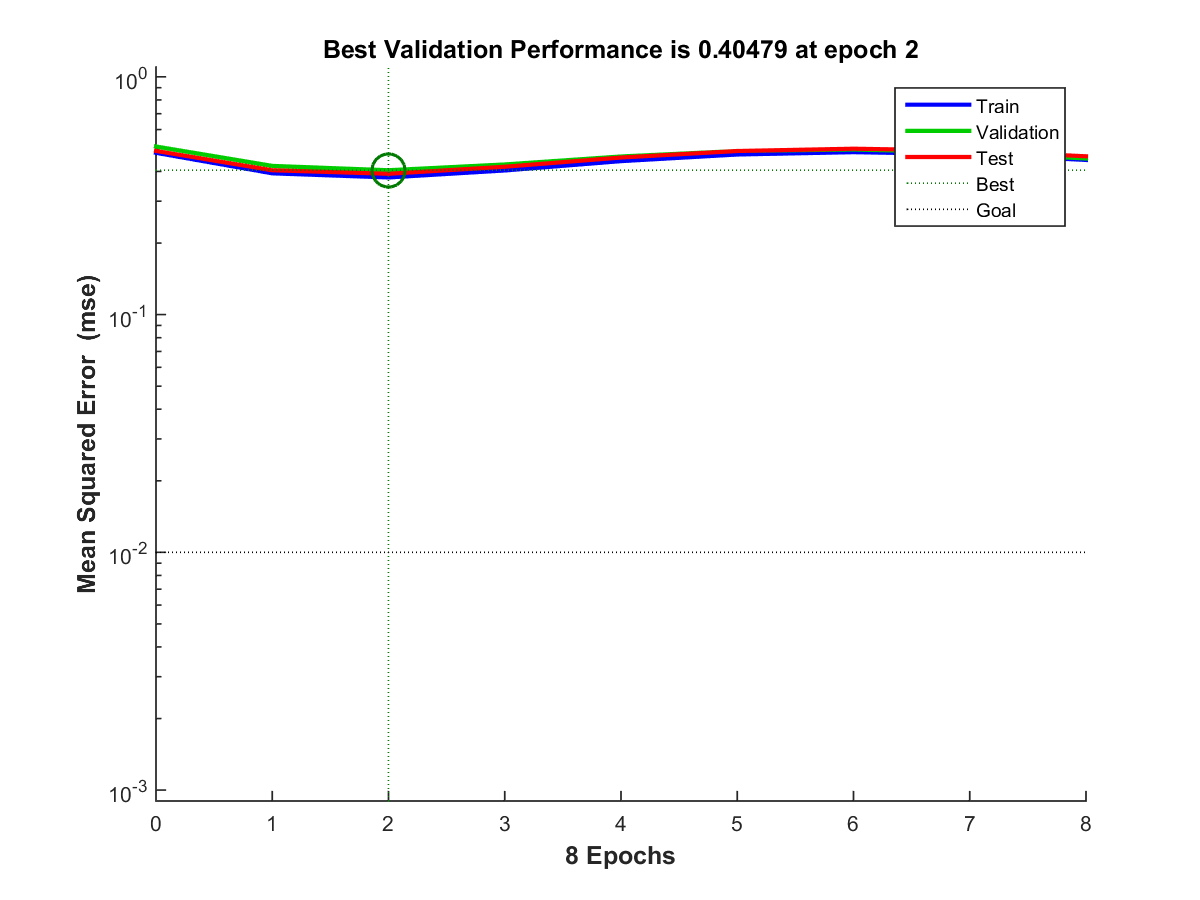 Best Validation Performance is 0.40479 at epoch 2
10^0
10^-1
10^-2
10^-3
Mean Squared Error (mse)
Train
Validation
Test
Best
Goal
0 1 2 3 4 5 6 7 8
8 Epochs